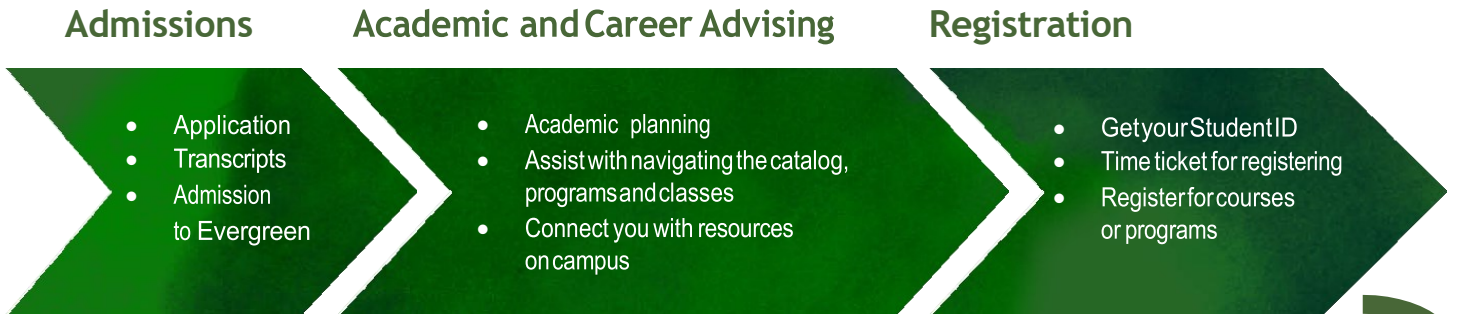 Admissions
• Application
• Transcripts
• Admission
to Evergreen
Academic and Career Advising
• Academic planning
• Assist with navigating the catalog,
programs and classes
• Connect you with resources
on campus
Registration
• Get your Student ID
• Time ticket for registering
• Register for courses
or programs